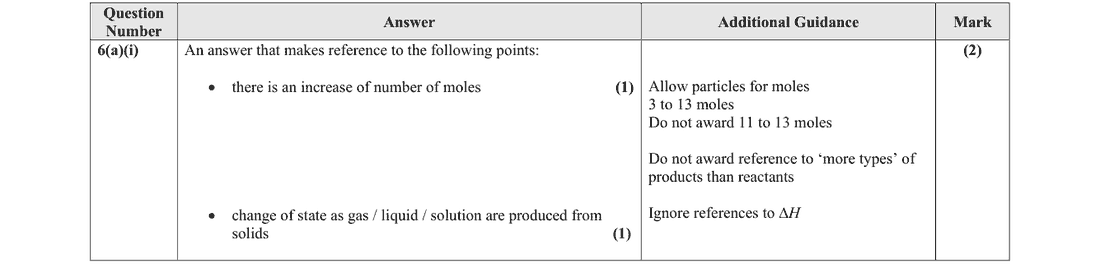 Question Number
Answer
Additional Guidance
Mark
6(a)(i)
An answer that makes reference to the following points:
(2)
• there is an increase of number of moles (1)
Allow particles for moles
3 to 13 moles
Do not award 11 to 13 moles
Do not award reference to ‘more types’ of
products than reactants
• change of state as gas / liquid / solution are produced from
solids (1)
Ignore references to ΔH